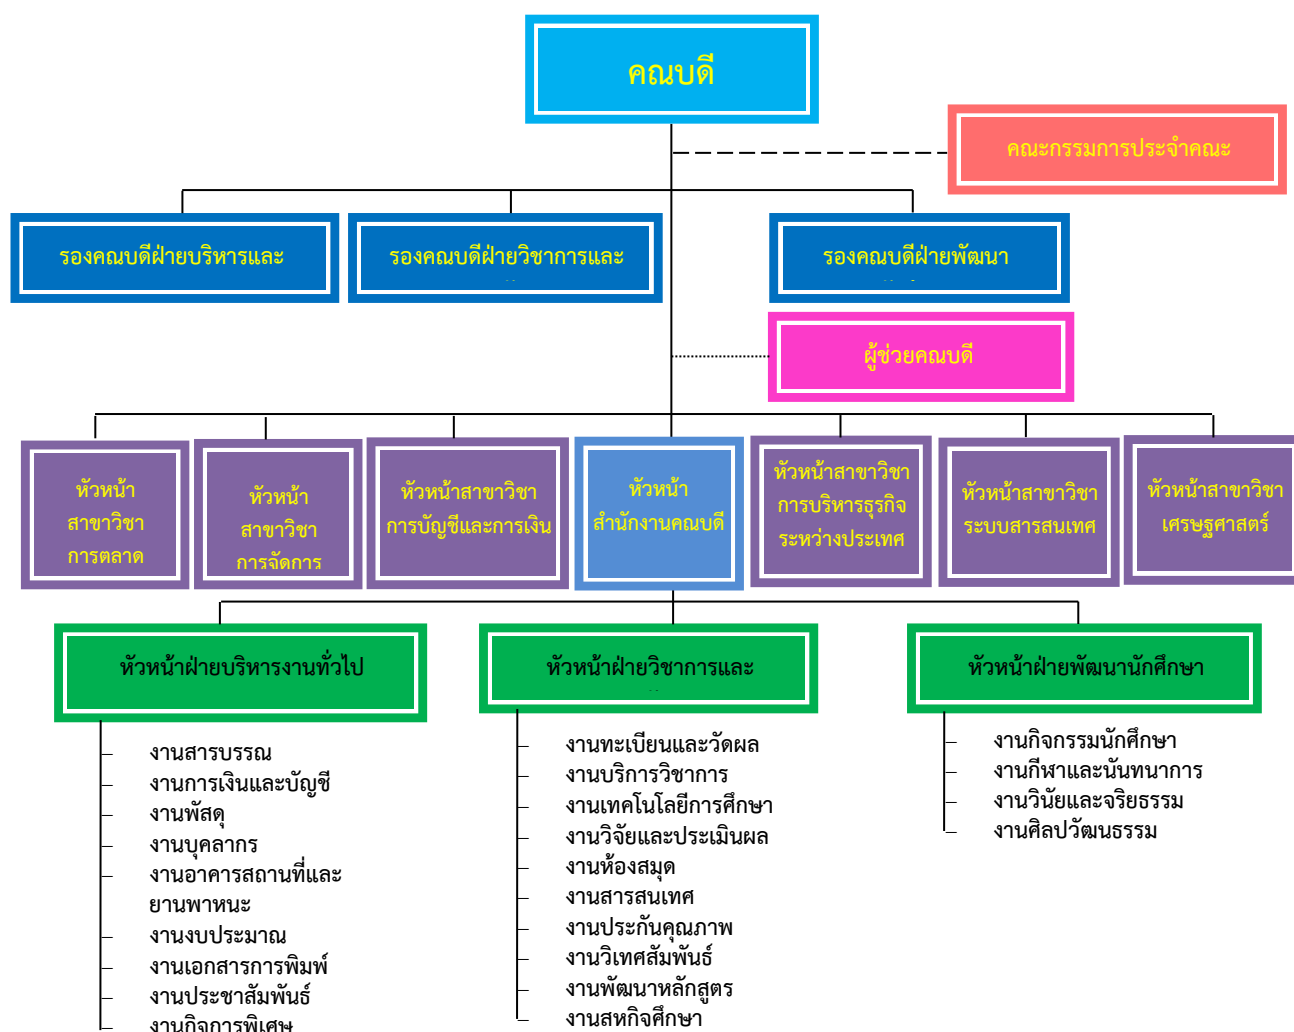 คณบดี
คณะกรรมการประจำคณะ
รองคณบดีฝ่ายบริหารและ
รองคณบดีฝ่ายวิชาการและ
รองคณบดีฝ่ายพัฒนา
ผู้ช่วยคณบดี
หัวหน้า
สาขาวิชา
การตลาด
หัวหน้า
สาขาวิชา
การจัดการ
หัวหน้าสาขาวิชา
การบัญชีและการเงิน
หัวหน้า
สำนักงานคณบดี
หัวหน้าสาขาวิชา
การบริหารธุรกิจ
ระหว่างประเทศ
หัวหน้าสาขาวิชา
ระบบสารสนเทศ
หัวหน้าสาขาวิชา
เศรษฐศาสตร์
หัวหน้าฝ่ายบริหารงานทั่วไป
งานสารบรรณ
งานการเงินและบัญชี
งานพัสดุ
งานบุคลากร
งานอาคารสถานที่และ
ยานพาหนะ
งานงบประมาณ
งานเอกสารการพิมพ์
งานประชาสัมพันธ์
งานกิจการพิเศษ
หัวหน้าฝ่ายวิชาการและ
งานทะเบียนและวัดผล
งานบริการวิชาการ
งานเทคโนโลยีการศึกษา
งานวิจัยและประเมินผล
งานห้องสมุด
งานสารสนเทศ
งานประกันคุณภาพ
งานวิเทศสัมพันธ์
งานพัฒนาหลักสูตร
งานสหกิจศึกษา
หัวหน้าฝ่ายพัฒนานักศึกษา
งานกิจกรรมนักศึกษา
งานกีฬาและนันทนาการ
งานวินัยและจริยธรรม
งานศิลปวัฒนธรรม